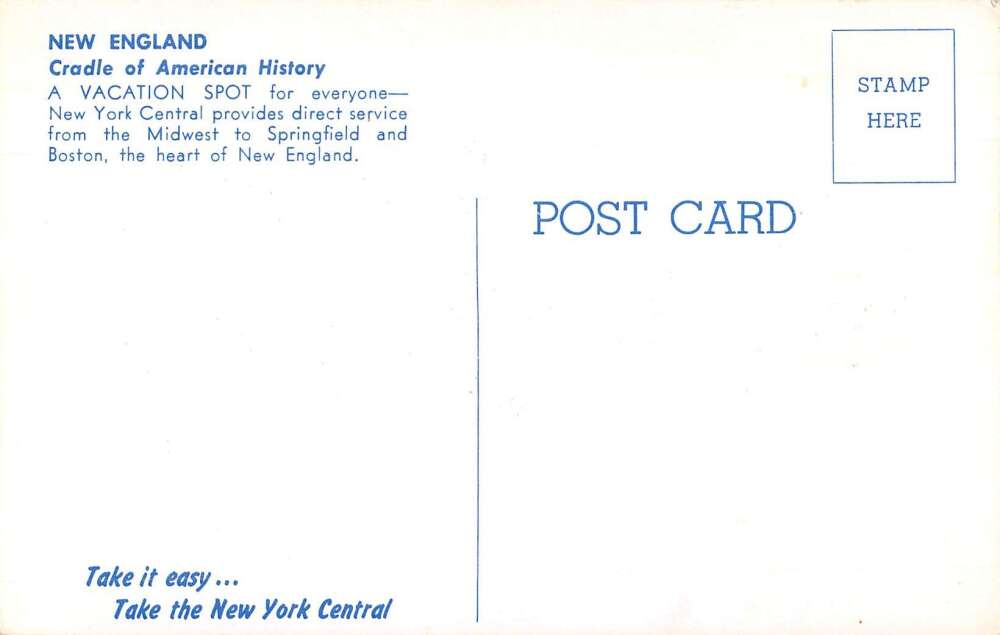 NEW ENGLAND
Cradle of American History
A VACATION SPOT for everyone—
New York Central provides direct service
from the Midwest to Springfield and
Boston, the heart of New England.
STAMP
HERE
POST CARD
Take it easy...
Take the New York Central